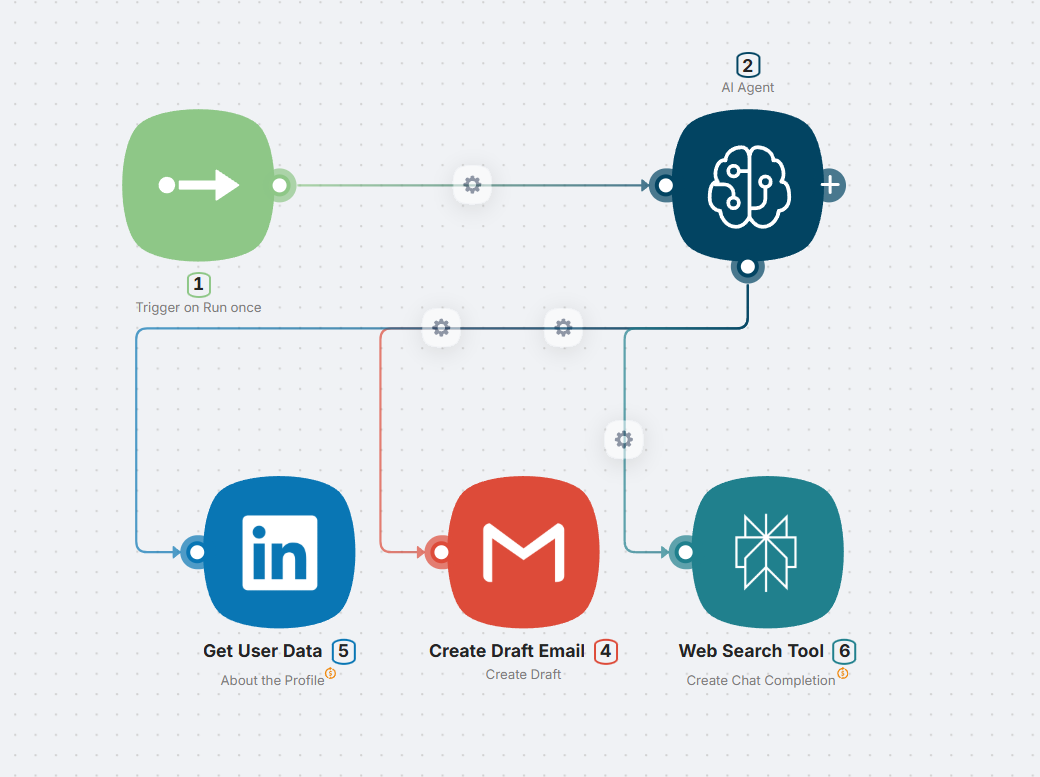 2
AI Agent
1
Trigger on Run once
in
Get User Data 5
About the Profile
Create Draft Email 4
Create Draft
Web Search Tool 6
Create Chat Completion